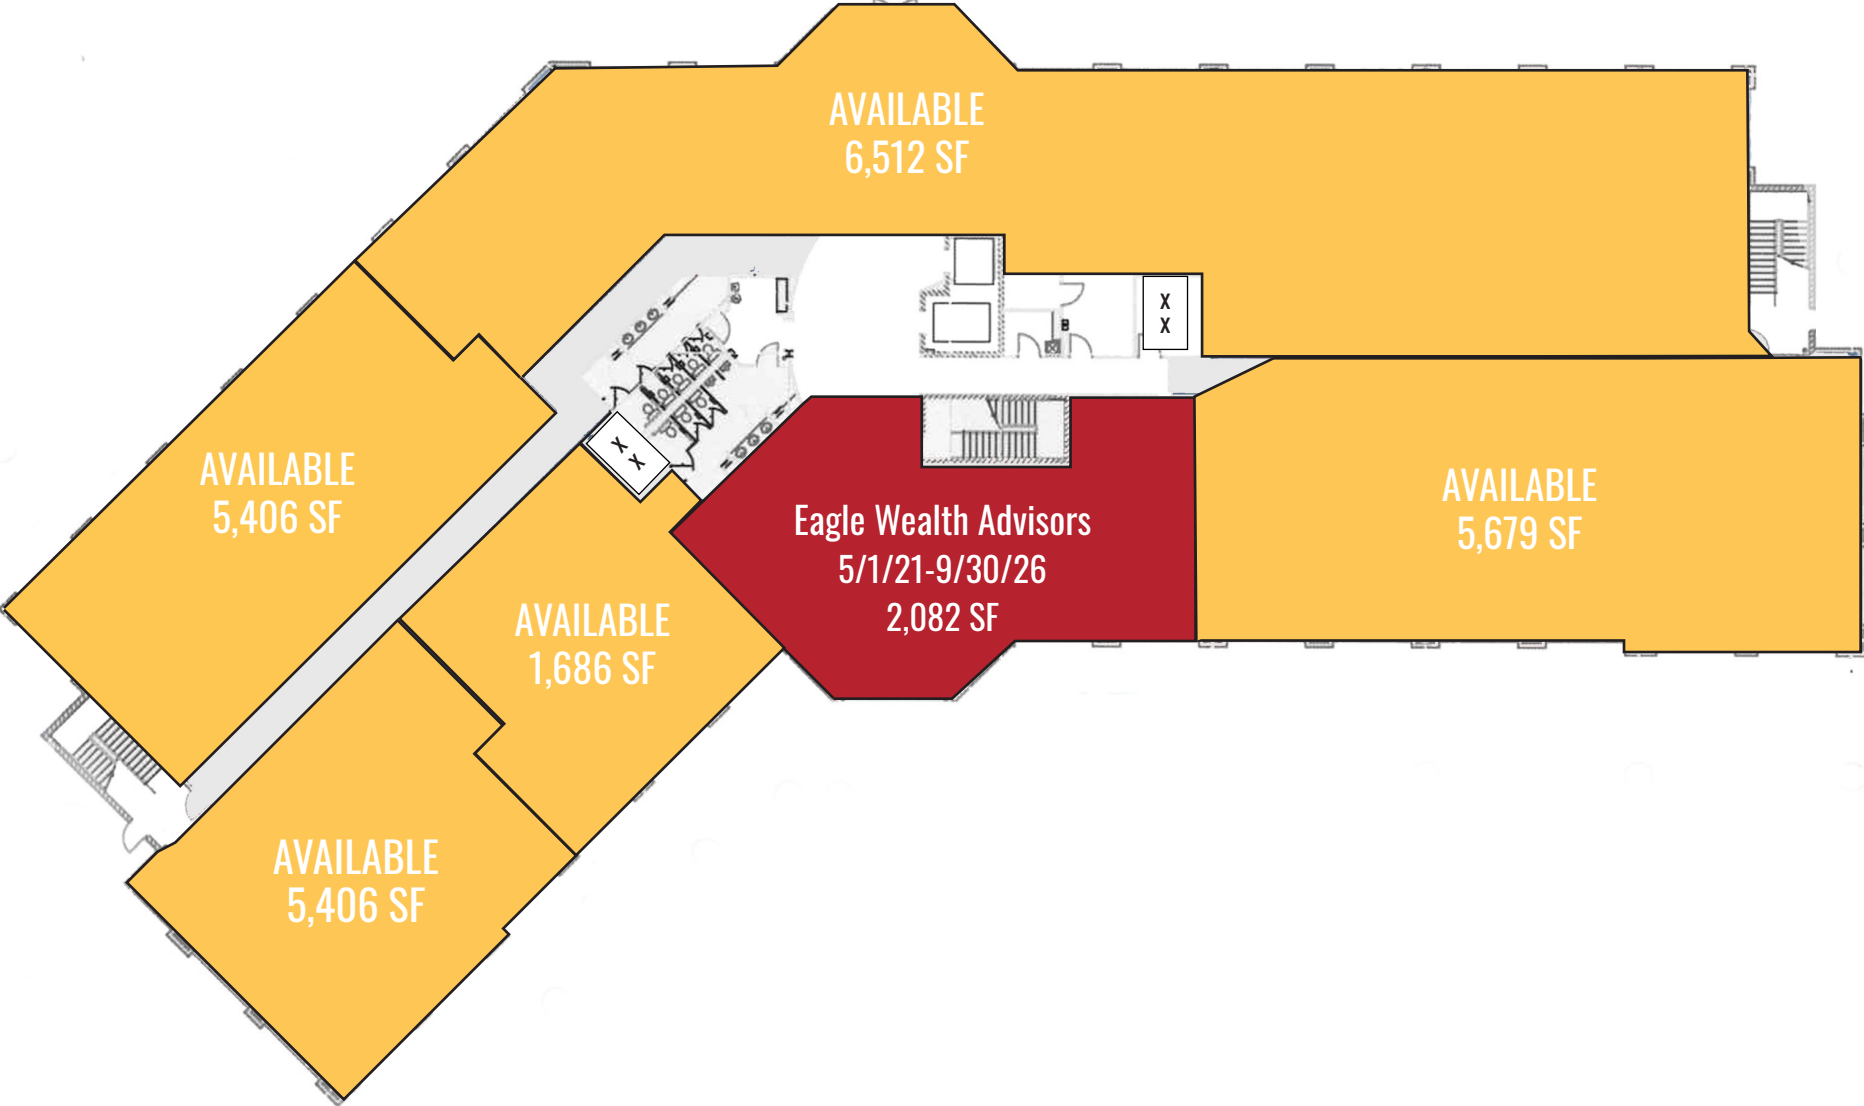 AVAILABLE
6,512 SF
X
X
AVAILABLE
5,406 SF
X
X
AVAILABLE
5,679 SF
Eagle Wealth Advisors
5/1/21-9/30/26
2,082 SF
AVAILABLE
1,686 SF
AVAILABLE
5,406 SF